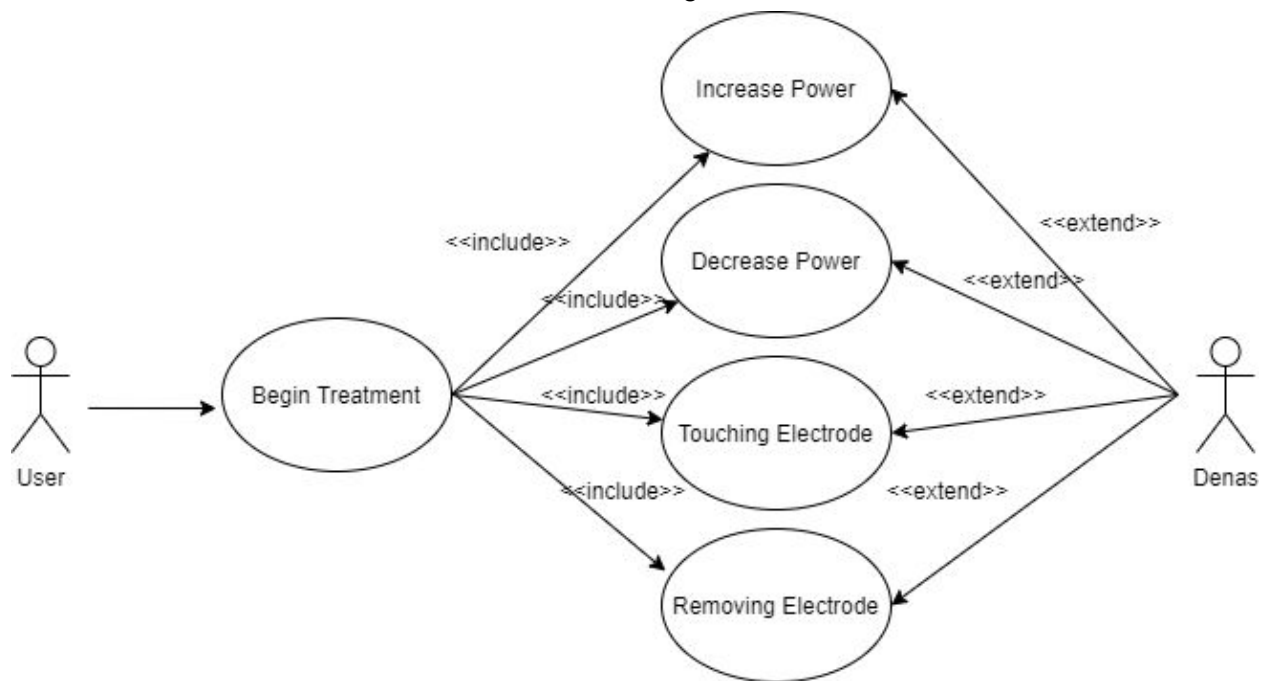 Increase Power
<<extend>>
<<include>>
Decrease Power
<<extend>>
<<include>>
Begin Treatment
<<include>>
<<extend>>
Touching Electrode
User
Denas
<<include>>
<<extend>>
Removing Electrode